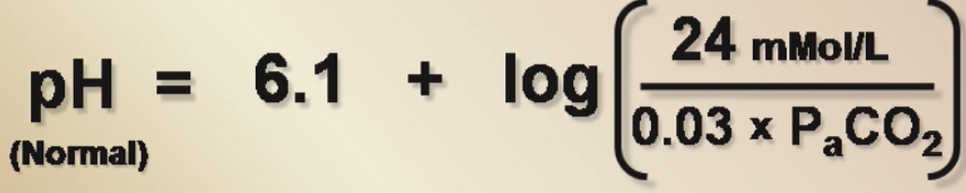 pH = 6.1 + log(24 mMol/L
0.03 x PaCO2)
(Normal)